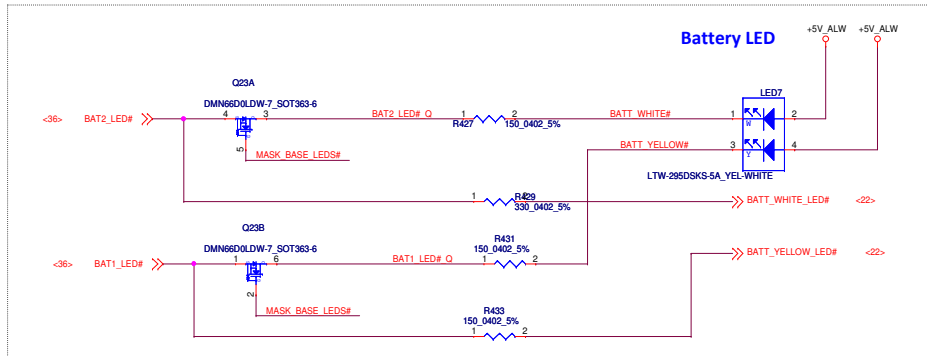 Battery LED
+5V_ALW
+5V_ALW
Q23A
DMN66D0LDW-7_SOT363-6
LED7
<36>
BAT2_LED#
4
3
BAT2_LED#_Q
1
2
R427
150_0402_5%
BATT_WHITE#
1
W
2
5
MASK_BASE_LEDS#
BATT_YELLOW#
3
Y
4
LTW-295DSKS-5A_YEL-WHITE
1
R429
2
330_0402_5%
BATT_WHITE_LED#
<22>
Q23B
DMN66D0LDW-7_SOT363-6
R431
150_0402_5%
<36>
BAT1_LED#
1
6
BAT1_LED#_Q
1
2
BATT_YELLOW_LED#
<22>
2
MASK_BASE_LEDS#
R433
150_0402_5%
1
2